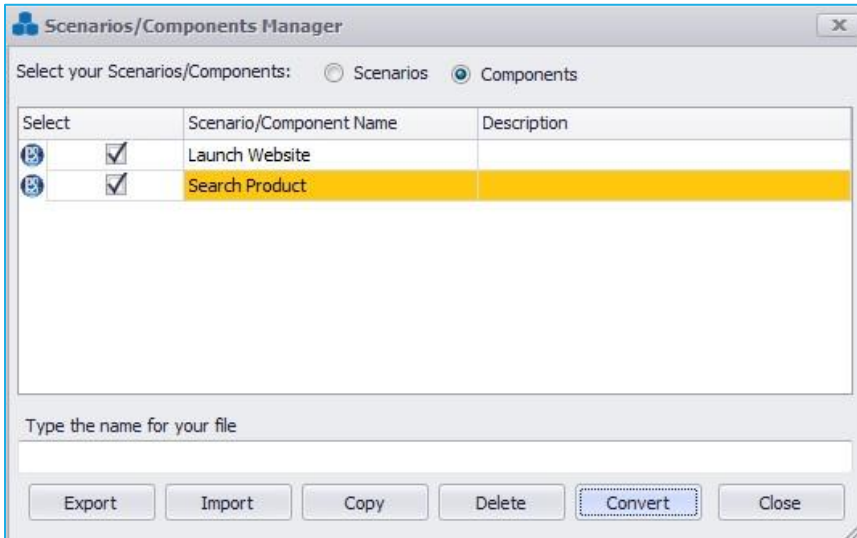 Scenarios/Components Manager
Select your Scenarios/Components: Scenarios Components
Select Scenario/Component Name Description
Launch Website
Search Product
Type the name for your file
Export Import Copy Delete Convert Close